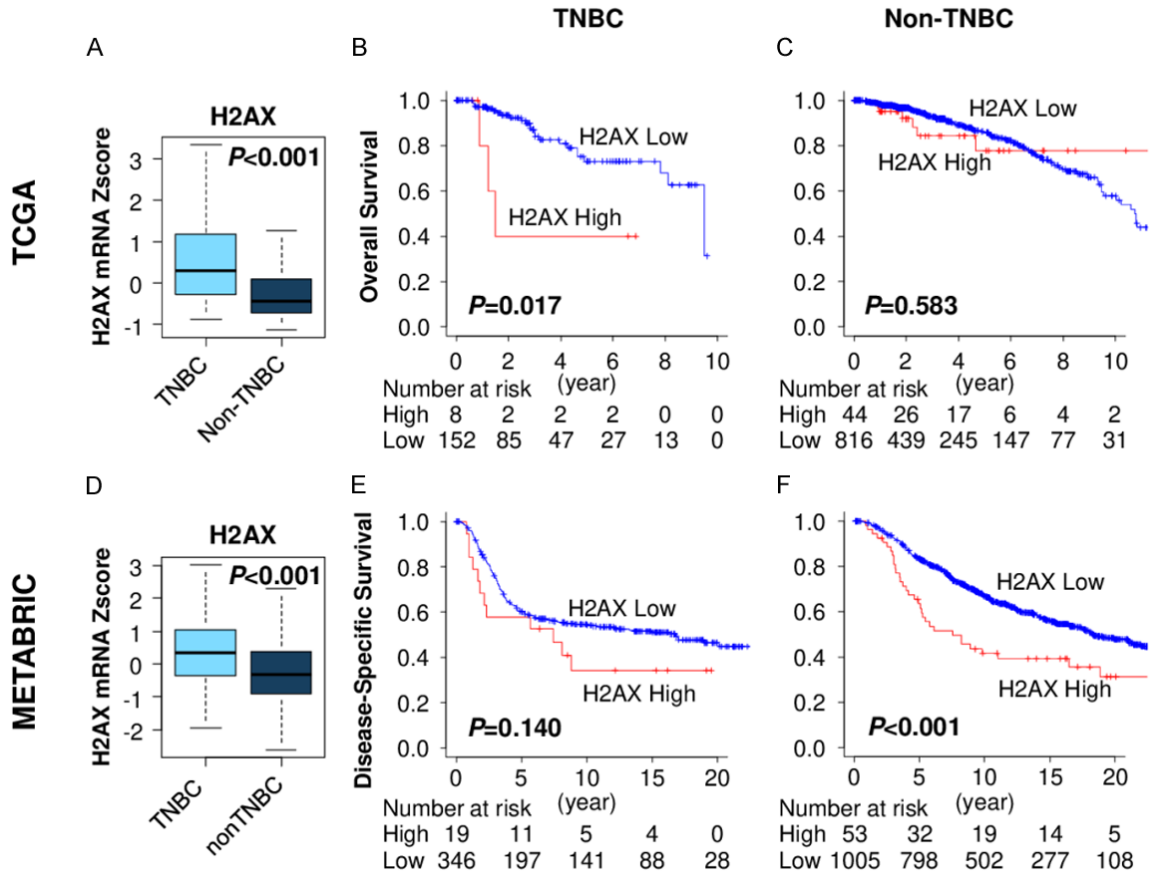 TNBC
Non-TNBC
A
B
C
TCGA
H2AX
P<0.001
H2AX mRNA Zscore
3
2
1
0
-1
TNBC
Non-TNBC
Overall Survival
1.0
0.8
0.6
0.4
0.2
0.0
H2AX Low
H2AX High
P=0.017
0 2 4 6 8 10
(year)
Number at risk
High 8 2 2 2 0 0
Low 152 85 47 27 13 0
1.0
0.8
0.6
0.4
0.2
0.0
H2AX Low
H2AX High
P=0.583
0 2 4 6 8 10
(year)
Number at risk
High 44 26 17 6 4 2
Low 816 439 245 147 77 31
D
E
F
METABRIC
H2AX
P<0.001
H2AX mRNA Zscore
3
2
1
0
-1
-2
TNBC
nonTNBC
Disease-Specific Survival
1.0
0.8
0.6
0.4
0.2
0.0
H2AX Low
H2AX High
P=0.140
0 5 10 15 20
(year)
Number at risk
High 19 11 5 4 0
Low 346 197 141 88 28
1.0
0.8
0.6
0.4
0.2
0.0
H2AX Low
H2AX High
P<0.001
0 5 10 15 20
(year)
Number at risk
High 53 32 19 14 5
Low 1005 798 502 277 108